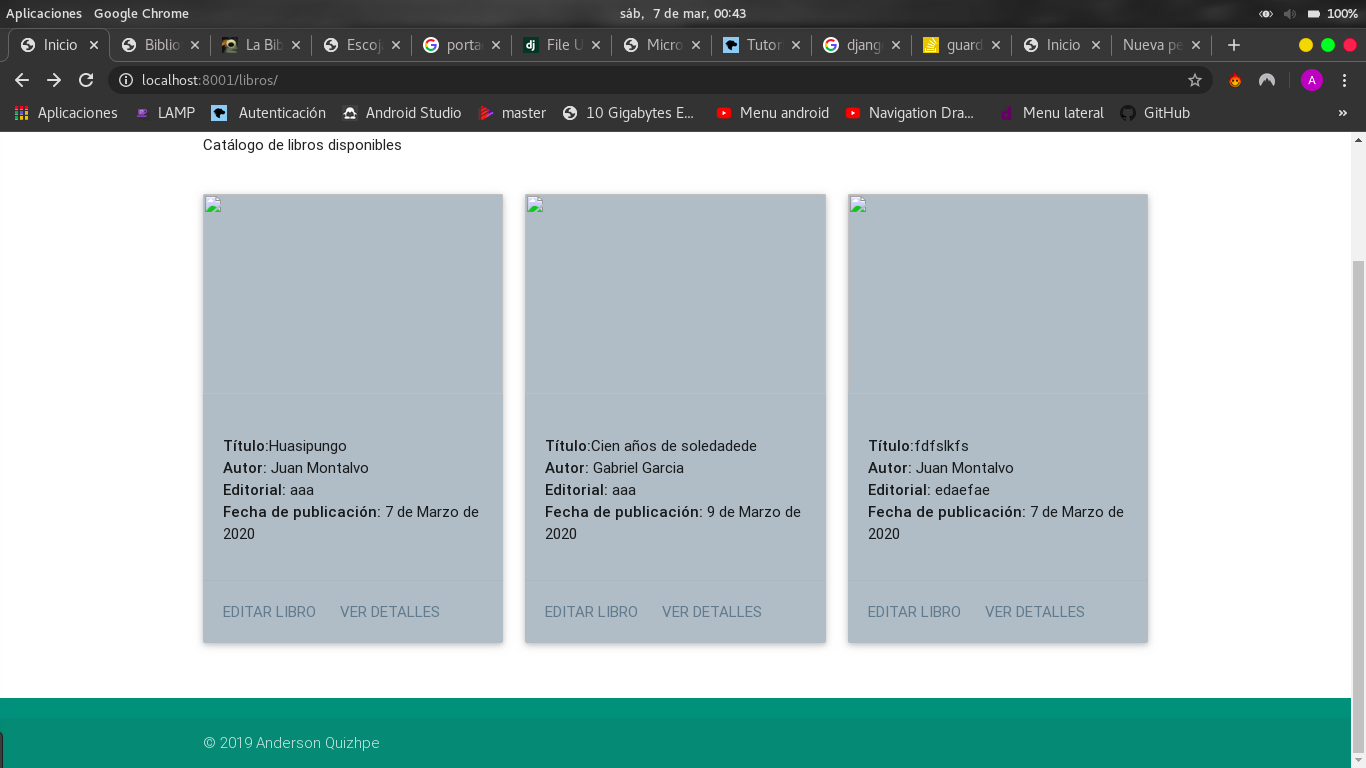 Aplicaciones Google Chrome sáb, 7 de mar, 00:43 100%
Inicio Biblio La Bib Escoj porta File U Micro Tutor djang guard Inicio Nueva pe
localhost:8001/libros/ A
Aplicaciones LAMP Autenticación Android Studio master 10 Gigabytes E... Menu android Navigation Dra... Menu lateral GitHub »
Catálogo de libros disponibles
Título:Huasipungo
Autor: Juan Montalvo
Editorial: aaa
Fecha de publicación: 7 de Marzo de
2020
EDITAR LIBRO VER DETALLES
Título:Cien años de soledadede
Autor: Gabriel Garcia
Editorial: aaa
Fecha de publicación: 9 de Marzo de
2020
EDITAR LIBRO VER DETALLES
Título:fdfslkfs
Autor: Juan Montalvo
Editorial: edaefae
Fecha de publicación: 7 de Marzo de
2020
EDITAR LIBRO VER DETALLES
© 2019 Anderson Quizhpe